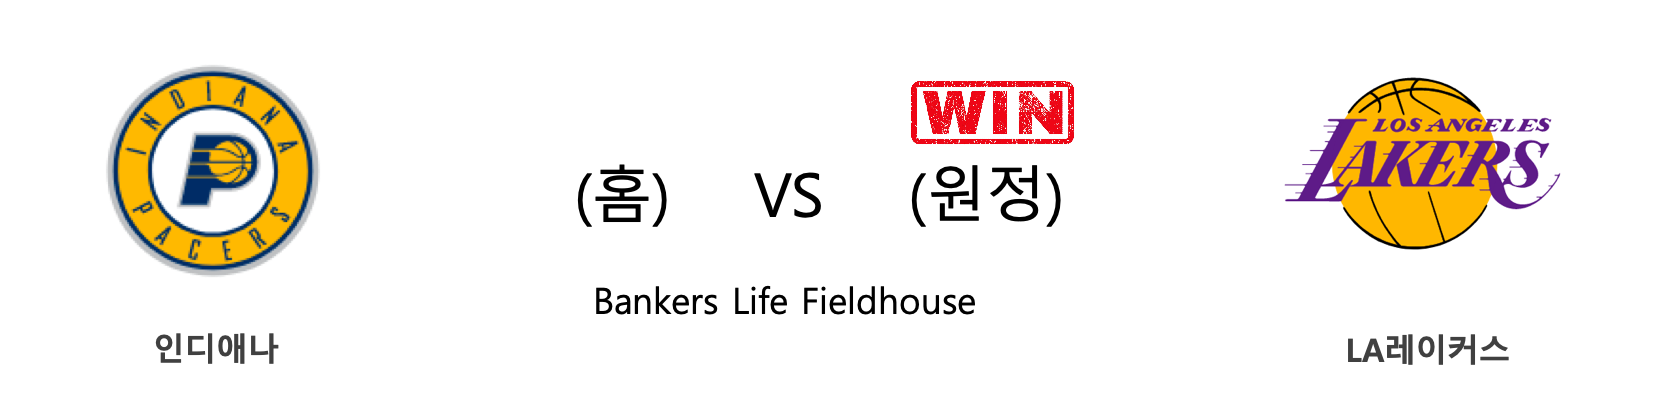 INDIANA
PACERS
WIN
LOS ANGELES
LAKERS
(홈) VS (원정)
Bankers Life Fieldhouse
인디애나
LA레이커스